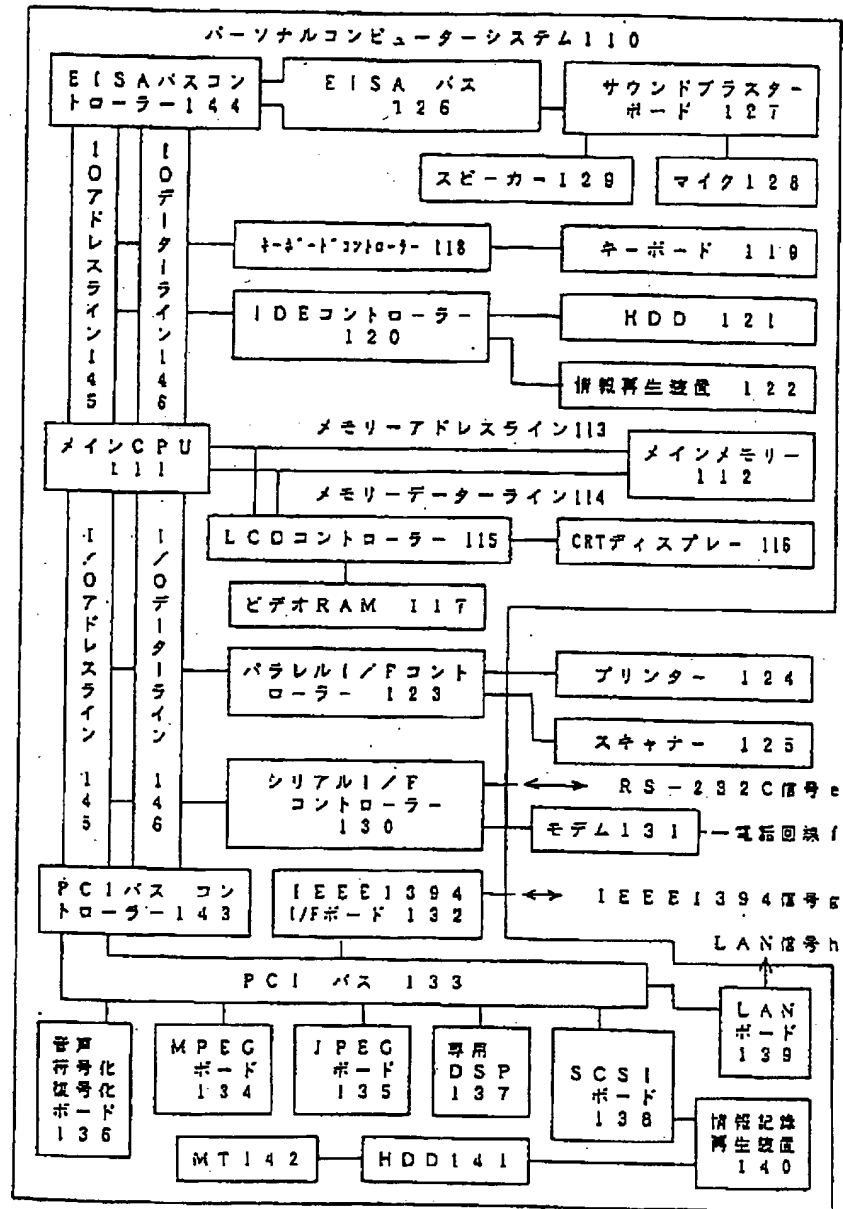 パーソナルコンピューターシステム110
EISAバスコン
トローラー144
EISA バス
126
サウンドブラスター
ボード 127
スピーカー129
マイク128
IOアドレスライン145
IOデーターライン146
キーボードコントローラー 118
キーボード 119
IDEコントローラー
120
HDD 121
情報再生装置 122
メモリーアドレスライン113
メインCPU
111
メインメモリー
112
メモリーデーターライン114
LCDコントローラー 115
CRTディスプレー 116
ビデオRAM 117
I/Oアドレスライン 145
I/Oデーターライン 146
パラレルI/Fコント
ローラー 123
プリンター 124
スキャナー 125
シリアルI/F
コントローラー
130
RS-232C信号e
モデム131
電話回線f
PCIバス コン
トローラー143
IEEE1394
I/Fボード 132
IEEE1394信号g
LAN信号h
PCI バス 133
LAN
ボード
139
音声
符号化
復号化
ボード
136
MPEG
ボード
134
JPEG
ボード
135
専用
DSP
137
SCSI
ボード
138
情報記録
再生装置
140
MT142
HDD141